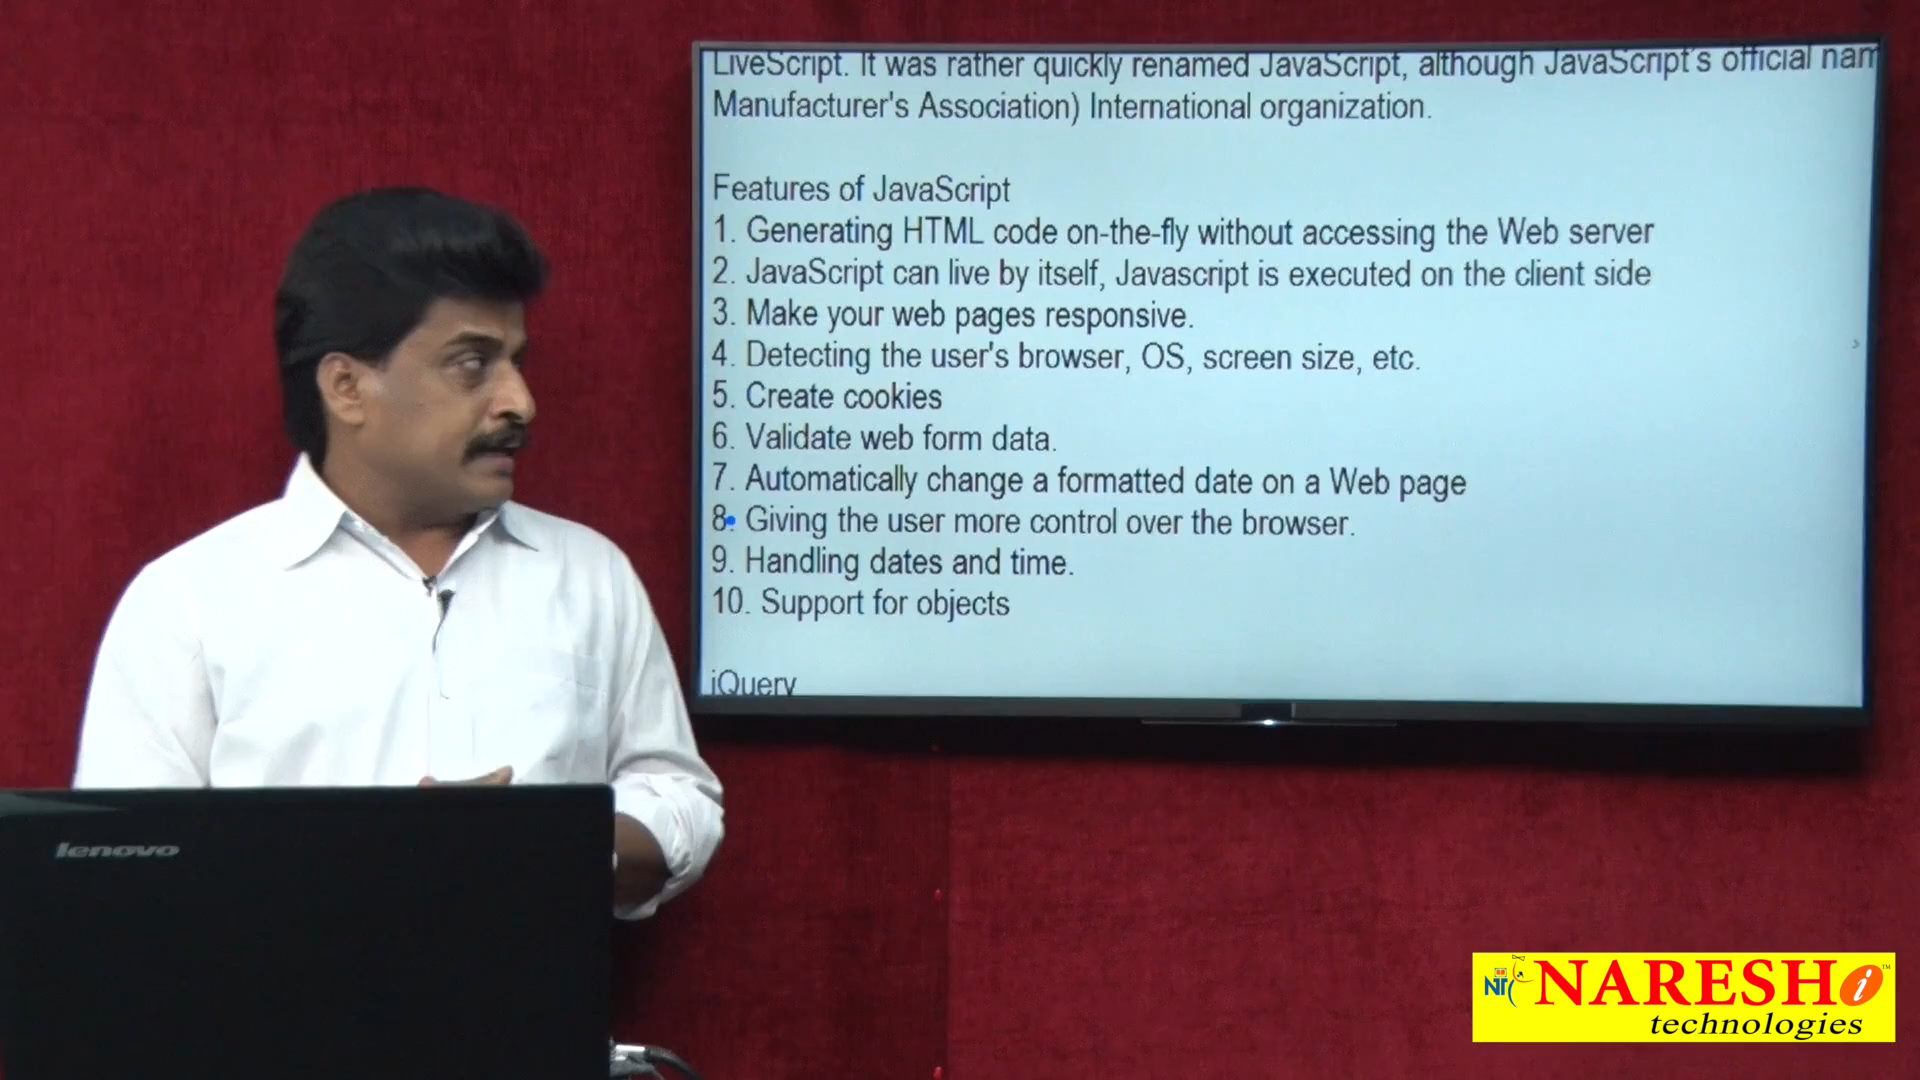 LiveScript. It was rather quickly renamed JavaScript, although JavaScript's official nam
Manufacturer's Association) International organization.
Features of JavaScript
1. Generating HTML code on-the-fly without accessing the Web server
2. JavaScript can live by itself, Javascript is executed on the client side
3. Make your web pages responsive.
4. Detecting the user's browser, OS, screen size, etc.
5. Create cookies
6. Validate web form data.
7. Automatically change a formatted date on a Web page
8. Giving the user more control over the browser.
9. Handling dates and time.
10. Support for objects
jQuery
lenovo
NARESH i ™
technologies